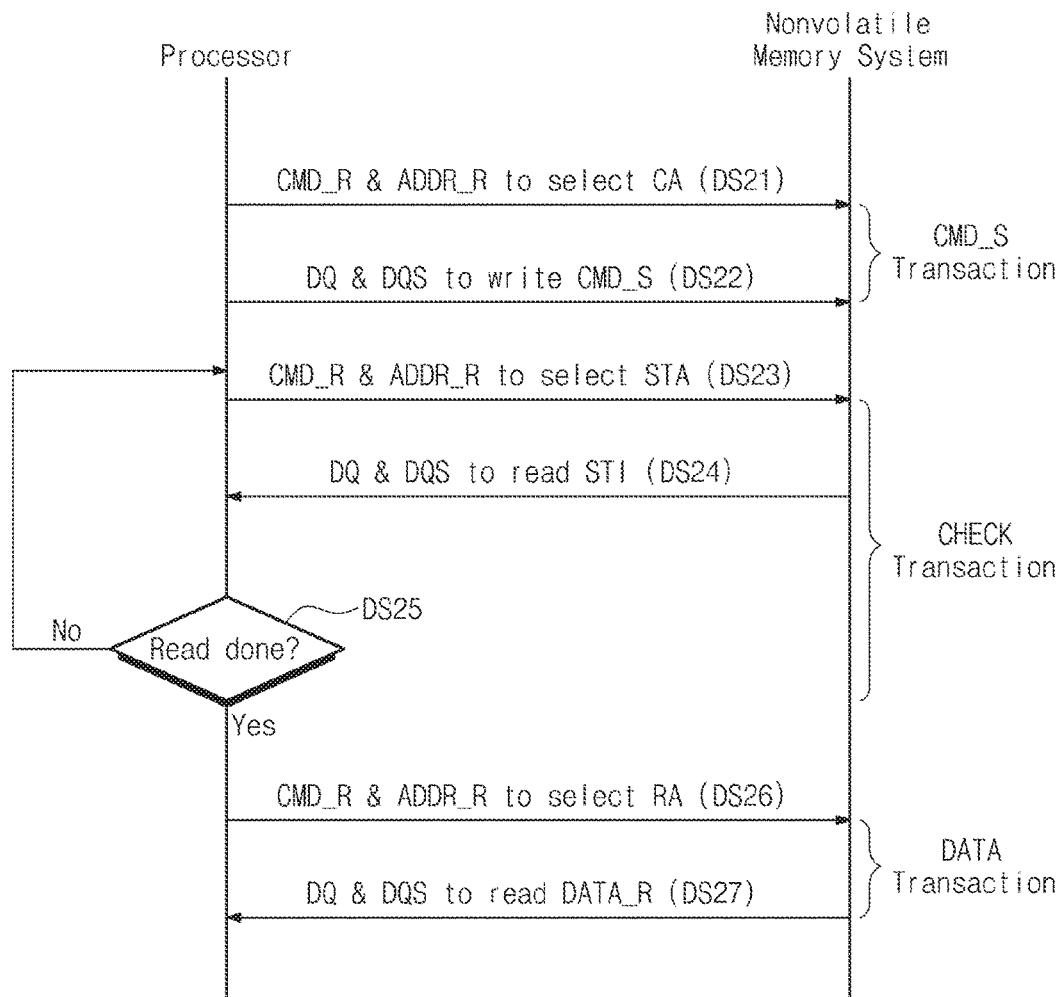 Processor
Nonvolatile
Memory System
CMD_R & ADDR_R to select CA (DS21)
DQ & DQS to write CMD_S (DS22)
CMD_S
Transaction
CMD_R & ADDR_R to select STA (DS23)
DQ & DQS to read STI (DS24)
CHECK
Transaction
DS25
No
Read done?
Yes
CMD_R & ADDR_R to select RA (DS26)
DQ & DQS to read DATA_R (DS27)
DATA
Transaction